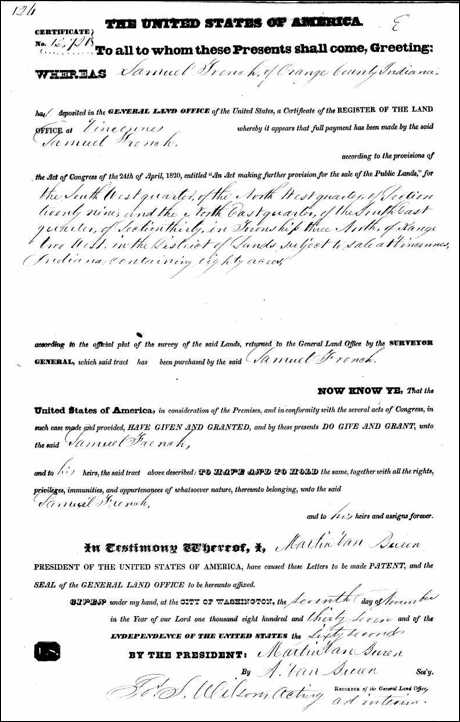 124
THE UNITED STATES OF AMERICA. E
CERTIFICATE
No.
To all to whom these Presents shall come, Greeting:
WHEREAS Samuel French, of Orange County Indiana,
has deposited in the GENERAL LAND OFFICE of the United States, a Certificate of the REGISTER OF THE LAND
OFFICE at Vincennes whereby it appears that full payment has been made by the said
Samuel French.
according to the provisions of
the Act of Congress of the 24th of April, 1820, entitled “An Act making further provision for the sale of the Public Lands,” for
the South West quarter, of the North West quarter, of Section
twenty nine, and the North East quarter, of the South East
quarter, of Section thirty, in Township three North, of Range
two West, in the District of Lands subject to sale at Vincennes,
Indiana, containing eighty acres,
according to the official plat of the survey of the said Lands, returned to the General Land Office by the SURVEYOR
GENERAL, which said tract has been purchased by the said Samuel French.
NOW KNOW YE, That the
United States of America, in consideration of the Premises, and in conformity with the several acts of Congress, in
such case made and provided, HAVE GIVEN AND GRANTED, and by these presents DO GIVE AND GRANT, unto
the said Samuel French,
and to his heirs, the said tract above described: TO HAVE AND TO HOLD the same, together with all the rights,
privileges, immunities, and appurtenances of whatsoever nature, thereunto belonging, unto the said
Samuel French,
and to his heirs and assigns forever.
In Testimony Whereof, I, Martin Van Buren
PRESIDENT OF THE UNITED STATES OF AMERICA, have caused these Letters to be made PATENT, and the
SEAL of the GENERAL LAND OFFICE to be hereunto affixed.
GIVEN under my hand, at the CITY OF WASHINGTON, the seventh day of November
in the Year of our Lord one thousand eight hundred and thirty seven and of the
INDEPENDENCE OF THE UNITED STATES the sixty second
BY THE PRESIDENT: Martin Van Buren
L.S.
By A. Van Buren Sec'y.
Jos. S. Wilson, Acting RECORDER of the General Land Office,
ad interim.